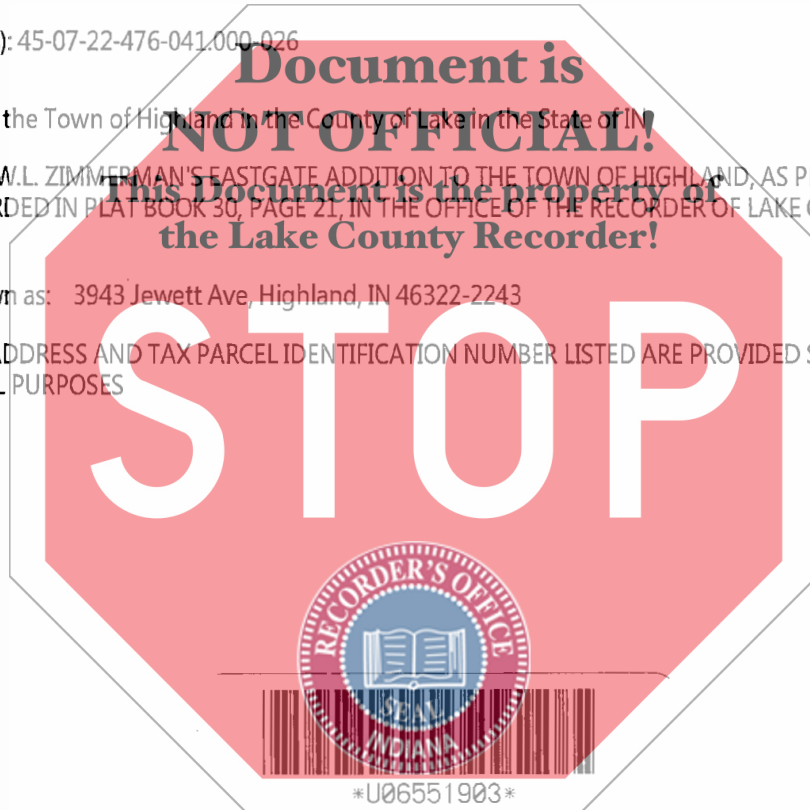 ): 45-07-22-476-041.000-026
Document is
the Town of Highland in the County of Lake in the State of IN
NOT OFFICIAL!
W.L. ZIMMERMAN'S EASTGATE ADDITION TO THE TOWN OF HIGHLAND, AS P
This Document is the property of
DED IN PLAT BOOK 30, PAGE 21, IN THE OFFICE OF THE RECORDER OF LAKE
the Lake County Recorder!
n as: 3943 Jewett Ave, Highland, IN 46322-2243
STOP
ADDRESS AND TAX PARCEL IDENTIFICATION NUMBER LISTED ARE PROVIDED S
L PURPOSES
RECORDER'S OFFICE
SEAL
INDIANA
*U06551903*